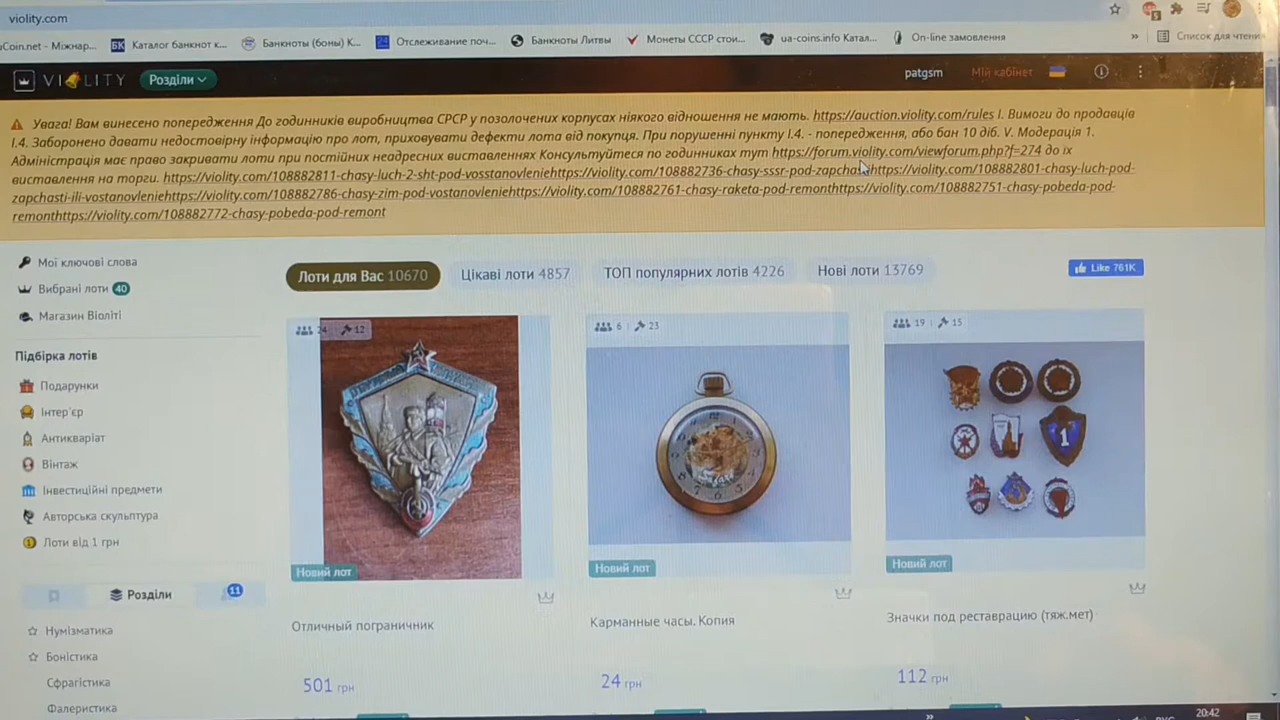 violity.com
Coin.net - Міжнар...
Каталог банкнот к...
Банкноты (боны) К...
Отслеживание поч...
Банкноты Литвы
Монеты СССР стои...
ua-coins.info Катал...
On-line замовлення
»
Список для чтени
VIOLITY
Розділи
patgsm
Мій кабінет
Увага! Вам винесено попередження До годинників виробництва СРСР у позолочених корпусах ніякого відношення не мають. https://auction.violity.com/rules I. Вимоги до продавців
I.4. Заборонено давати недостовірну інформацію про лот, приховувати дефекти лота від покупця. При порушенні пункту I.4. - попередження, або бан 10 діб. V. Модерація 1.
Адміністрація має право закривати лоти при постійних неадресних виставленнях Консультуйтеся по годинниках тут https://forum.violity.com/viewforum.php?f=274 до їх
виставлення на торги. https://violity.com/108882811-chasy-luch-2-sht-pod-vosstanovleniehttps://violity.com/108882736-chasy-sssr-pod-zapchastihttps://violity.com/108882801-chasy-luch-pod-
zapchasti-ili-vostanovleniehttps://violity.com/108882786-chasy-zim-pod-vostanovleniehttps://violity.com/108882761-chasy-raketa-pod-remonthttps://violity.com/108882751-chasy-pobeda-pod-
remonthttps://violity.com/108882772-chasy-pobeda-pod-remont
Мої ключові слова
Вибрані лоти 40
Магазин Віоліті
Підбірка лотів
Подарунки
Інтер'єр
Антикваріат
Вінтаж
Інвестиційні предмети
Авторська скульптура
Лоти від 1 грн
Розділи
11
Нумізматика
Боністика
Сфрагістика
Фалеристика
Лоти для Вас 10670
Цікаві лоти 4857
ТОП популярних лотів 4226
Нові лоти 13769
Like 761K
24 12
6 23
19 15
Новий лот
Новий лот
Новий лот
Отличный пограничник
Карманные часы. Копия
Значки под реставрацию (тяж.мет)
501 грн
24 грн
112 грн
20:42